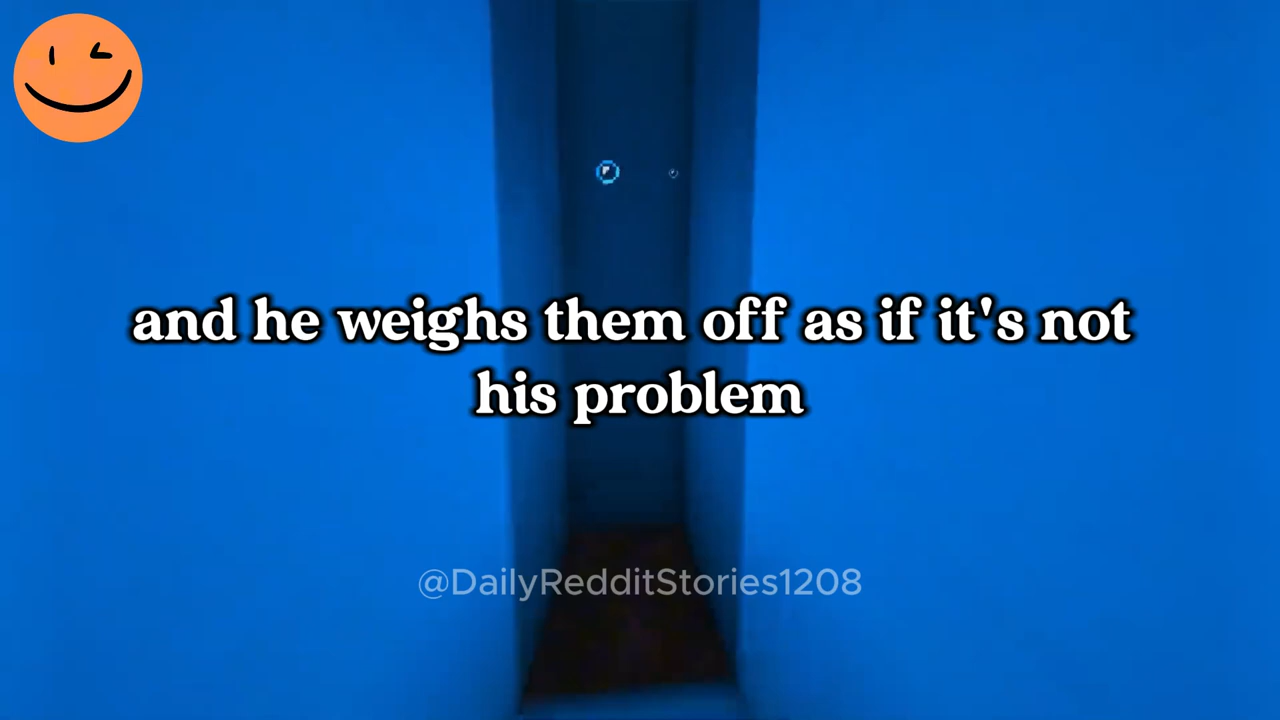 and he weighs them off as if it's not
his problem
@DailyRedditStories1208